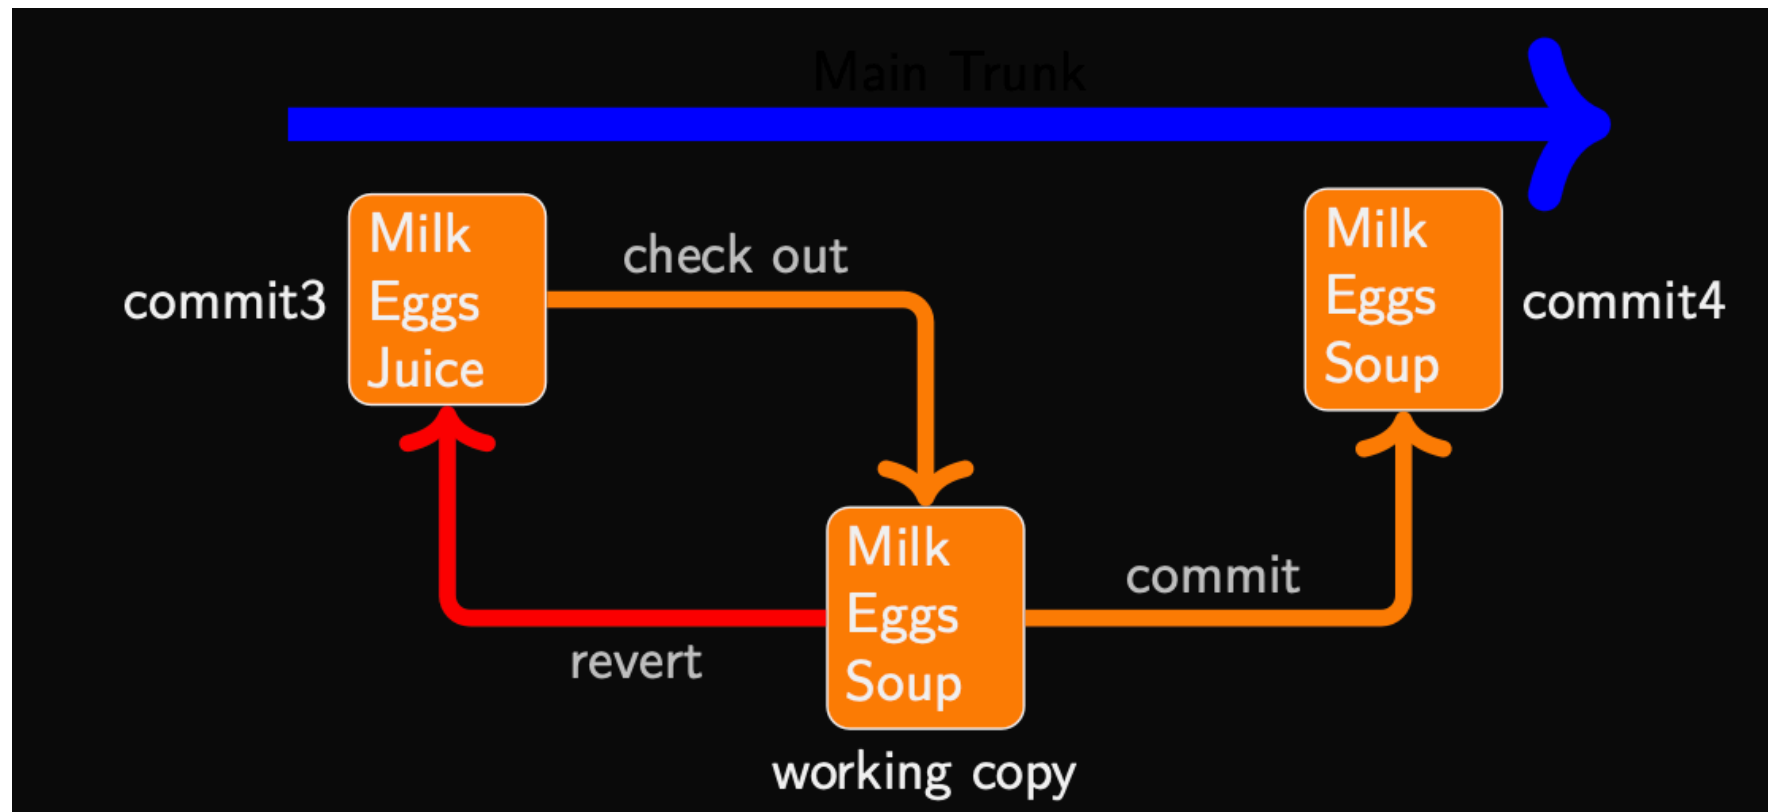 Main Trunk
Milk
Eggs
Juice
commit3
check out
Milk
Eggs
Soup
commit4
revert
Milk
Eggs
Soup
working copy
commit